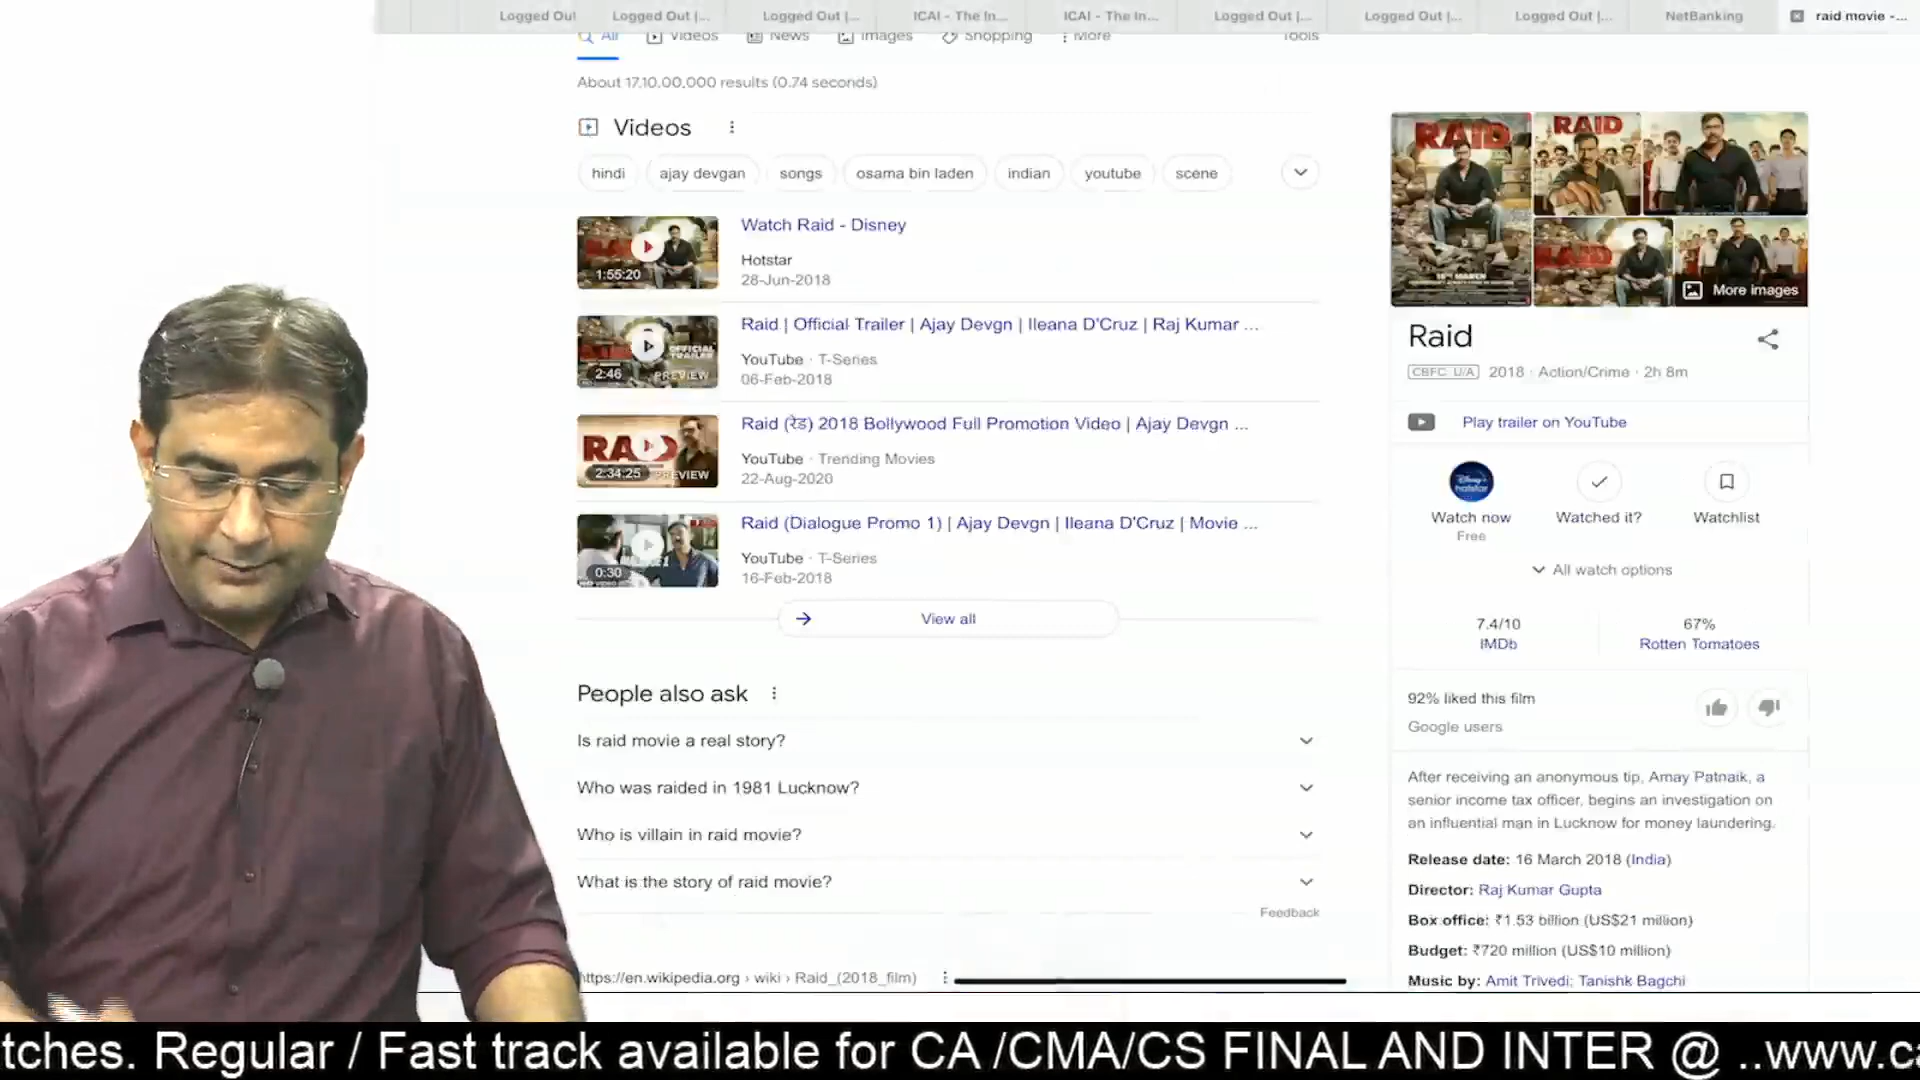 Logged Out
Logged Out |...
Logged Out |...
ICAI - The In...
ICAI - The In...
Logged Out |...
Logged Out |...
Logged Out |...
NetBanking
raid movie -...
All
Videos
News
Images
Shopping
More
Tools
About 17,10,00,000 results (0.74 seconds)
Videos
hindi
ajay devgan
songs
osama bin laden
indian
youtube
scene
1:55:20
Watch Raid - Disney
Hotstar
28-Jun-2018
OFFICIAL
TRAILER
2:46
PREVIEW
Raid | Official Trailer | Ajay Devgn | Ileana D'Cruz | Raj Kumar ...
YouTube · T-Series
06-Feb-2018
RAID
2:34:25
PREVIEW
Raid (रेड) 2018 Bollywood Full Promotion Video | Ajay Devgn ...
YouTube · Trending Movies
22-Aug-2020
0:30
Raid (Dialogue Promo 1) | Ajay Devgn | Ileana D'Cruz | Movie ...
YouTube · T-Series
16-Feb-2018
View all
People also ask
Is raid movie a real story?
Who was raided in 1981 Lucknow?
Who is villain in raid movie?
What is the story of raid movie?
Feedback
https://en.wikipedia.org › wiki › Raid_(2018_film)
RAID
RAID
RAID
More images
Raid
CBFC U/A 2018 · Action/Crime · 2h 8m
Play trailer on YouTube
Disney+
hotstar
Watch now
Free
Watched it?
Watchlist
All watch options
7.4/10
IMDb
67%
Rotten Tomatoes
92% liked this film
Google users
After receiving an anonymous tip, Amay Patnaik, a
senior income tax officer, begins an investigation on
an influential man in Lucknow for money laundering.
Release date: 16 March 2018 (India)
Director: Raj Kumar Gupta
Box office: ₹1.53 billion (US$21 million)
Budget: ₹720 million (US$10 million)
Music by: Amit Trivedi; Tanishk Bagchi
tches. Regular / Fast track available for CA /CMA/CS FINAL AND INTER @ ..www.ca